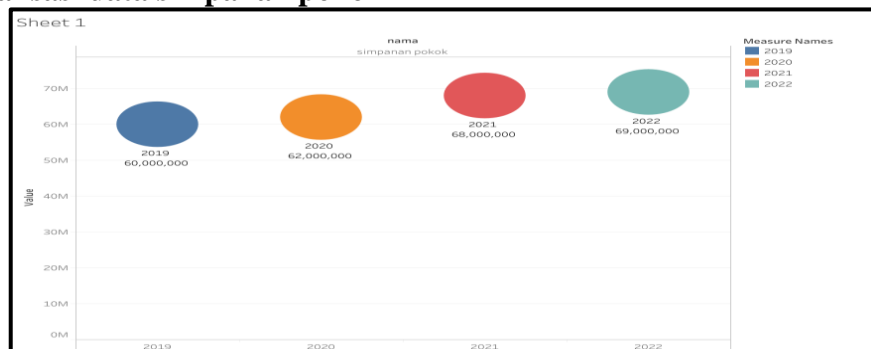 Sheet 1
nama
simpanan pokok
Measure Names
2019
2020
2021
2022
70M
60M
50M
40M
30M
20M
10M
0M
Value
2019
60,000,000
2020
62,000,000
2021
68,000,000
2022
69,000,000
2019
2020
2021
2022